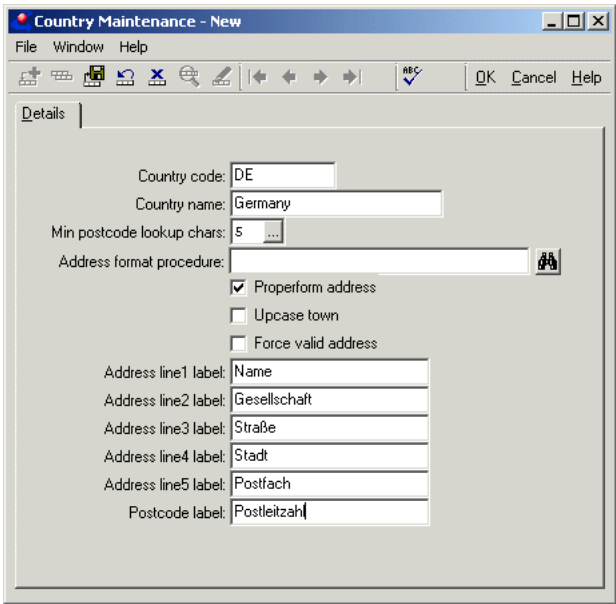 Country Maintenance - New
File Window Help
ABC OK Cancel Help
Details
Country code: DE
Country name: Germany
Min postcode lookup chars: 5 ...
Address format procedure:
Properform address
Upcase town
Force valid address
Address line1 label: Name
Address line2 label: Gesellschaft
Address line3 label: Straße
Address line4 label: Stadt
Address line5 label: Postfach
Postcode label: Postleitzahl